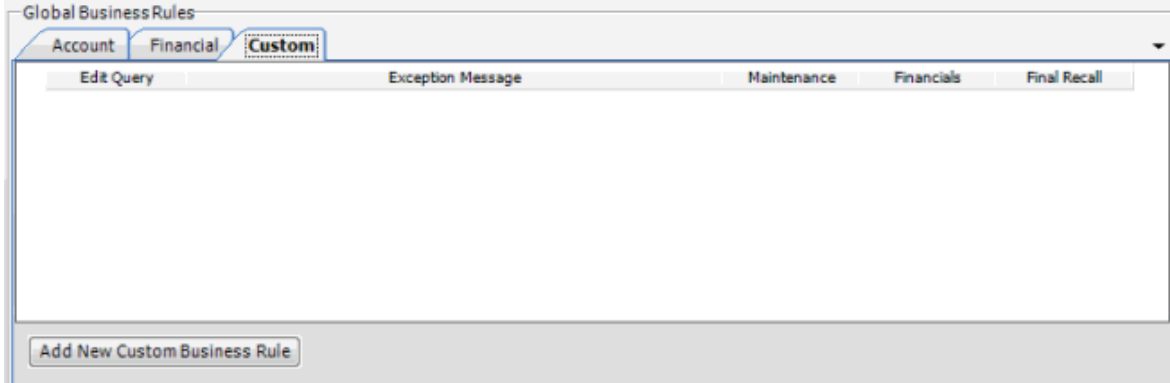 Global Business Rules
Account Financial Custom
Edit Query Exception Message Maintenance Financials Final Recall
Add New Custom Business Rule